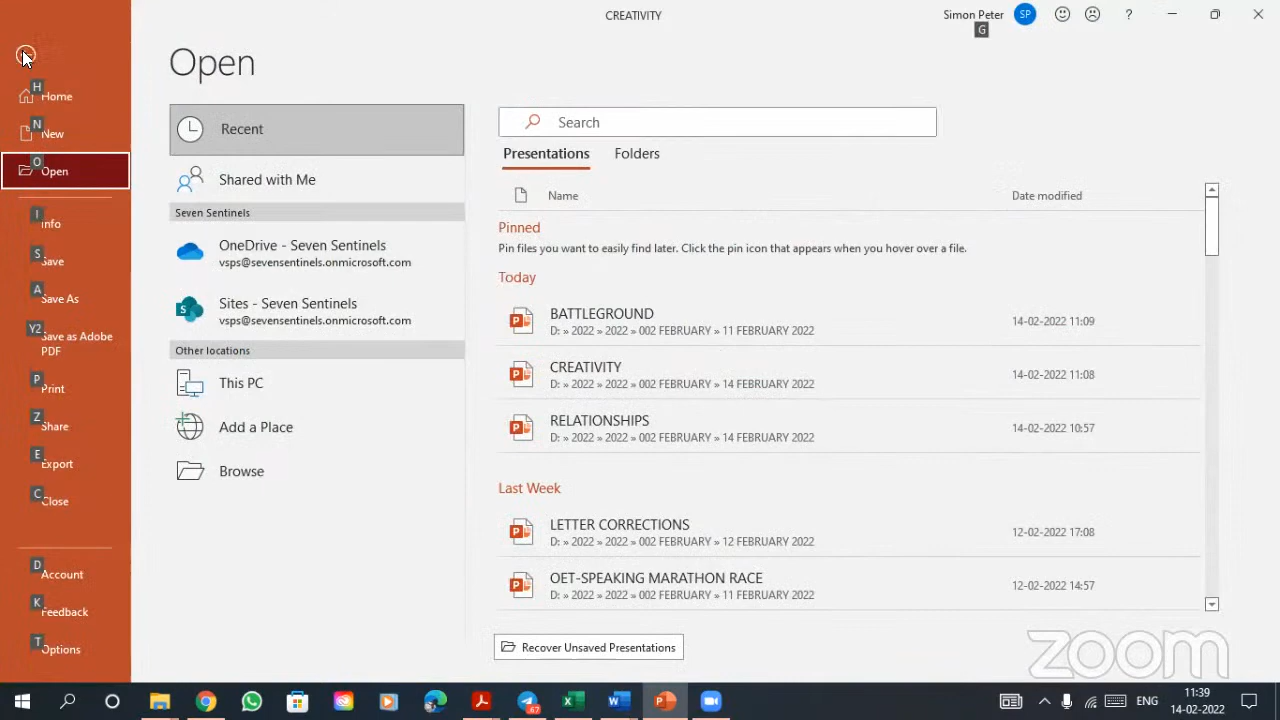 CREATIVITY
Simon Peter
SP
?
G
Open
H
Home
N
New
O
Open
I
Info
S
Save
A
Save As
Y2
Save as Adobe
PDF
P
Print
Z
Share
E
Export
C
Close
D
Account
K
Feedback
T
Options
Recent
Shared with Me
Seven Sentinels
OneDrive - Seven Sentinels
vsps@sevensentinels.onmicrosoft.com
S
Sites - Seven Sentinels
vsps@sevensentinels.onmicrosoft.com
Other locations
This PC
Add a Place
Browse
Search
Presentations Folders
Name Date modified
Pinned
Pin files you want to easily find later. Click the pin icon that appears when you hover over a file.
Today
BATTLEGROUND
D: » 2022 » 2022 » 002 FEBRUARY » 11 FEBRUARY 2022
14-02-2022 11:09
CREATIVITY
D: » 2022 » 2022 » 002 FEBRUARY » 14 FEBRUARY 2022
14-02-2022 11:08
RELATIONSHIPS
D: » 2022 » 2022 » 002 FEBRUARY » 14 FEBRUARY 2022
14-02-2022 10:57
Last Week
LETTER CORRECTIONS
D: » 2022 » 2022 » 002 FEBRUARY » 12 FEBRUARY 2022
12-02-2022 17:08
OET-SPEAKING MARATHON RACE
D: » 2022 » 2022 » 002 FEBRUARY » 11 FEBRUARY 2022
12-02-2022 14:57
Recover Unsaved Presentations
zoom
67
ENG
11:39
14-02-2022